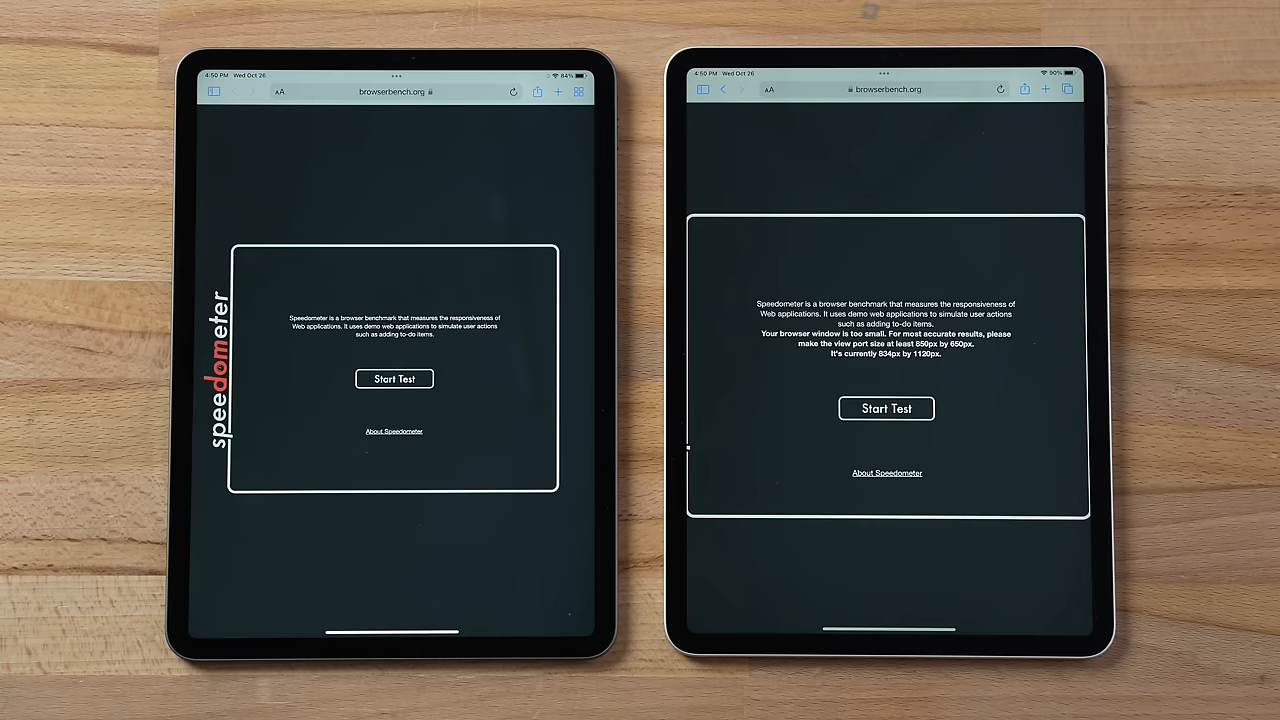 4:50 PM Wed Oct 26
84%
AA
browserbench.org
speedometer
Speedometer is a browser benchmark that measures the responsiveness of
Web applications. It uses demo web applications to simulate user actions
such as adding to-do items.
Start Test
About Speedometer
4:50 PM Wed Oct 26
90%
AA
browserbench.org
Speedometer is a browser benchmark that measures the responsiveness of
Web applications. It uses demo web applications to simulate user actions
such as adding to-do items.
Your browser window is too small. For most accurate results, please
make the view port size at least 850px by 650px.
It's currently 834px by 1120px.
Start Test
About Speedometer